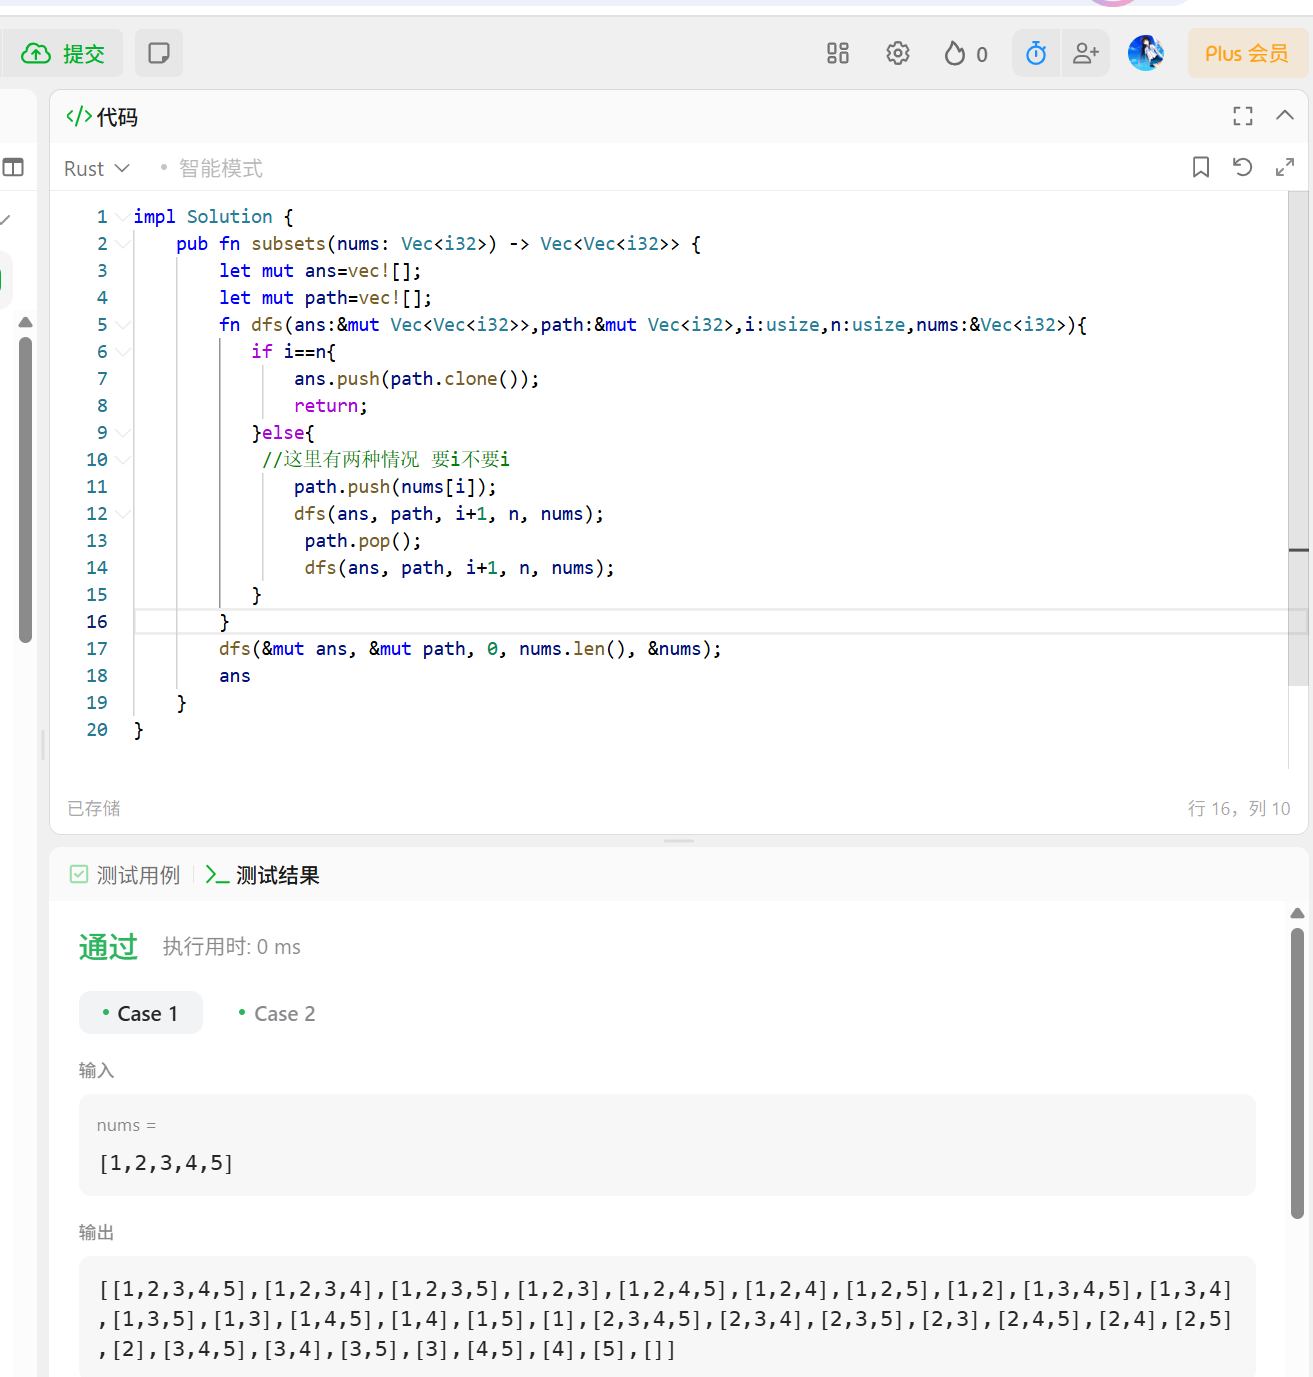 提交
0
Plus 会员
代码
Rust
• 智能模式
1 impl Solution {
2 pub fn subsets(nums: Vec<i32>) -> Vec<Vec<i32>> {
3 let mut ans=vec![];
4 let mut path=vec![];
5 fn dfs(ans:&mut Vec<Vec<i32>>,path:&mut Vec<i32>,i:usize,n:usize,nums:&Vec<i32>){
6 if i==n{
7 ans.push(path.clone());
8 return;
9 }else{
10 //这里有两种情况 要i不要i
11 path.push(nums[i]);
12 dfs(ans, path, i+1, n, nums);
13 path.pop();
14 dfs(ans, path, i+1, n, nums);
15 }
16 }
17 dfs(&mut ans, &mut path, 0, nums.len(), &nums);
18 ans
19 }
20 }
已存储
行 16，列 10
测试用例
测试结果
通过 执行用时: 0 ms
• Case 1 • Case 2
输入
nums =
[1,2,3,4,5]
输出
[[1,2,3,4,5],[1,2,3,4],[1,2,3,5],[1,2,3],[1,2,4,5],[1,2,4],[1,2,5],[1,2],[1,3,4,5],[1,3,4]
,[1,3,5],[1,3],[1,4,5],[1,4],[1,5],[1],[2,3,4,5],[2,3,4],[2,3,5],[2,3],[2,4,5],[2,4],[2,5]
,[2],[3,4,5],[3,4],[3,5],[3],[4,5],[4],[5],[]]